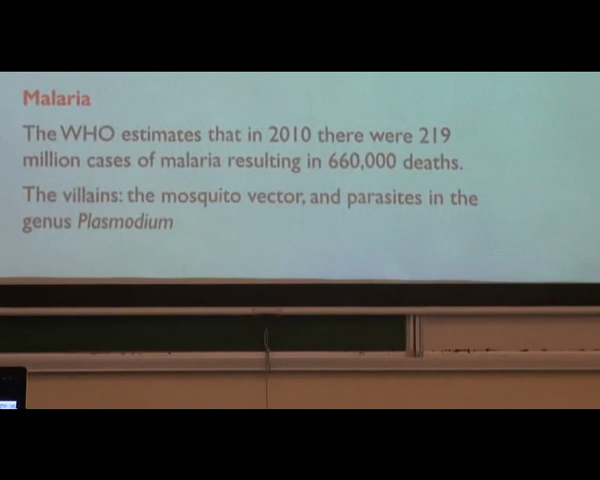 Malaria
The WHO estimates that in 2010 there were 219
million cases of malaria resulting in 660,000 deaths.
The villains: the mosquito vector, and parasites in the
genus Plasmodium